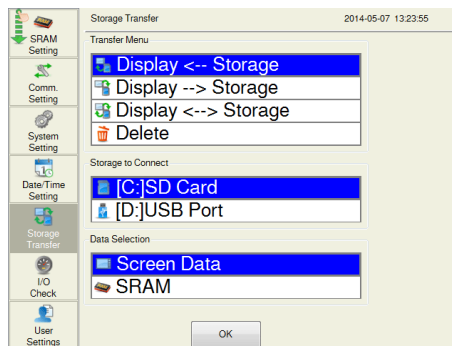 Storage Transfer
2014-05-07 13:23:55
SRAM
Setting
Comm.
Setting
System
Setting
Date/Time
Setting
Storage
Transfer
I/O
Check
User
Settings
Transfer Menu
Display <-- Storage
Display --> Storage
Display <--> Storage
Delete
Storage to Connect
[C:]SD Card
[D:]USB Port
Data Selection
Screen Data
SRAM
OK